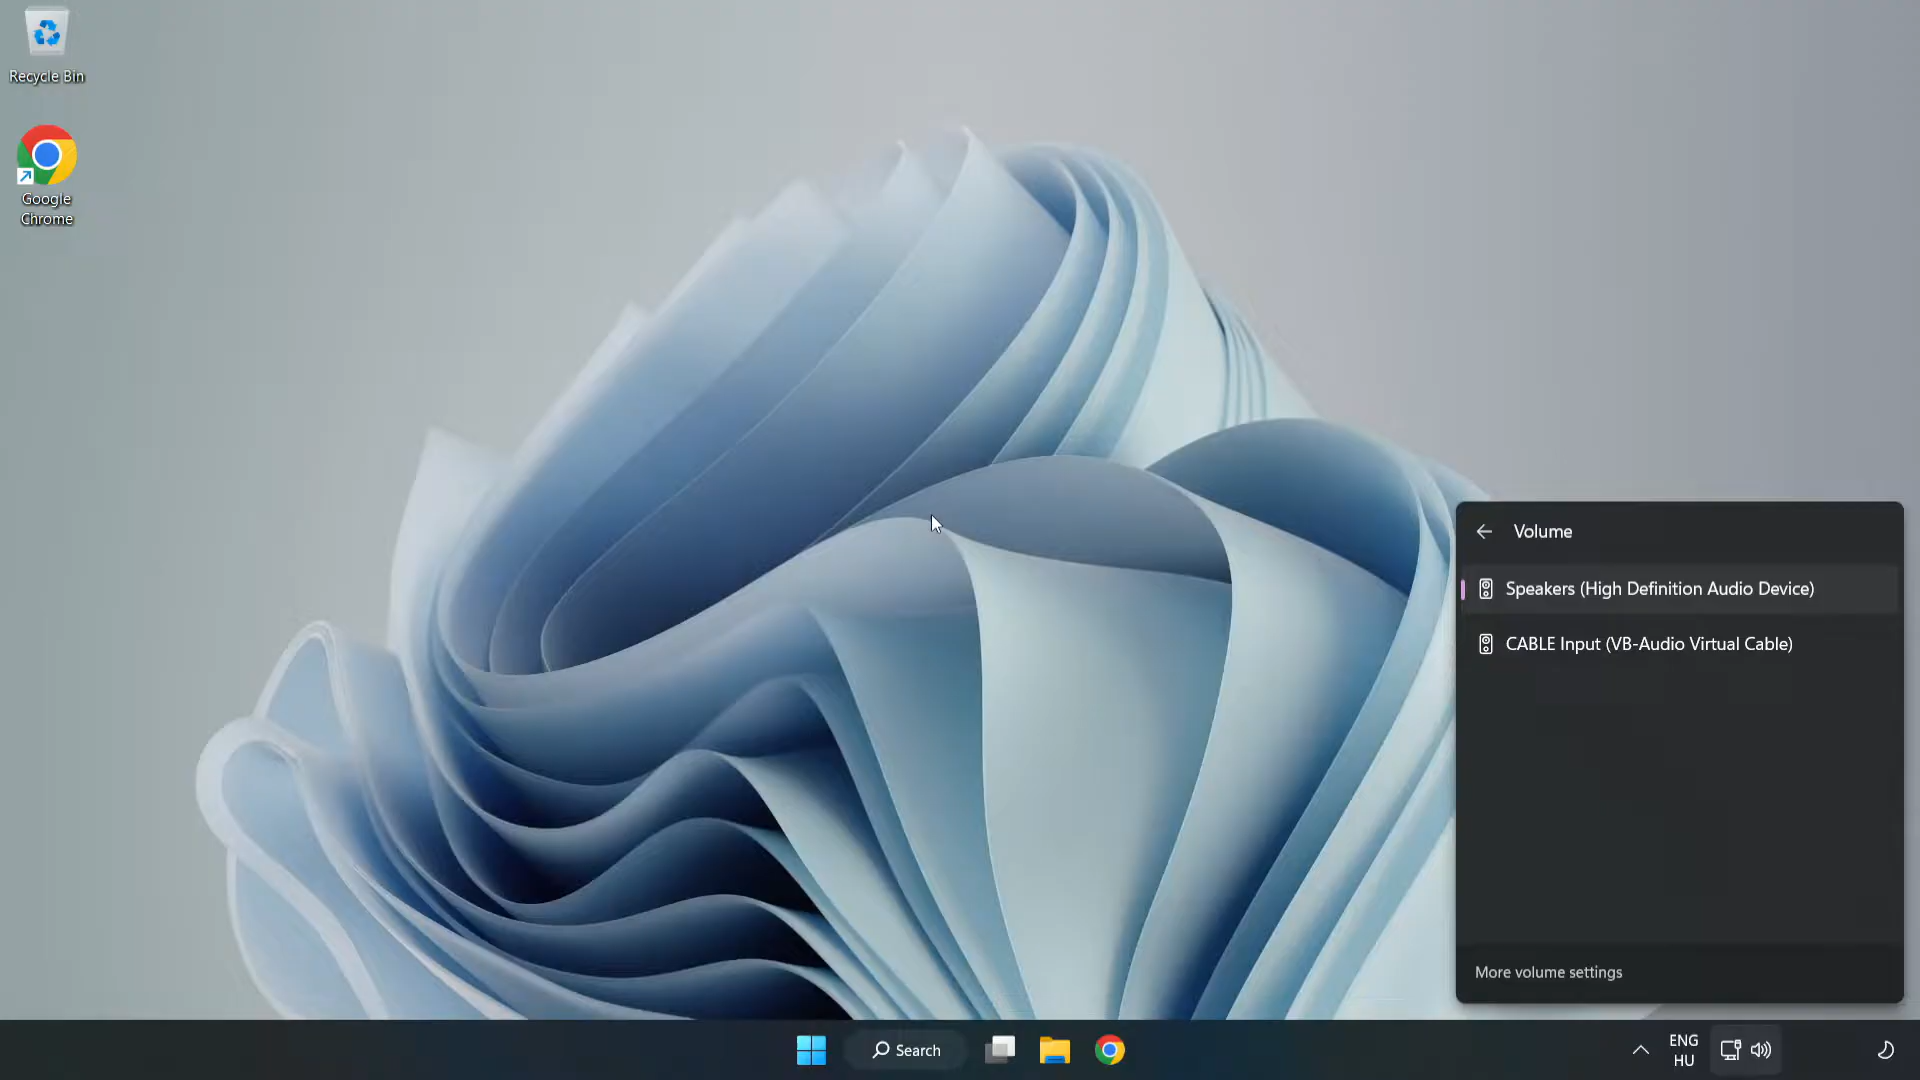 Recycle Bin
Google
Chrome
Volume
Speakers (High Definition Audio Device)
CABLE Input (VB-Audio Virtual Cable)
More volume settings
Search
ENG
HU